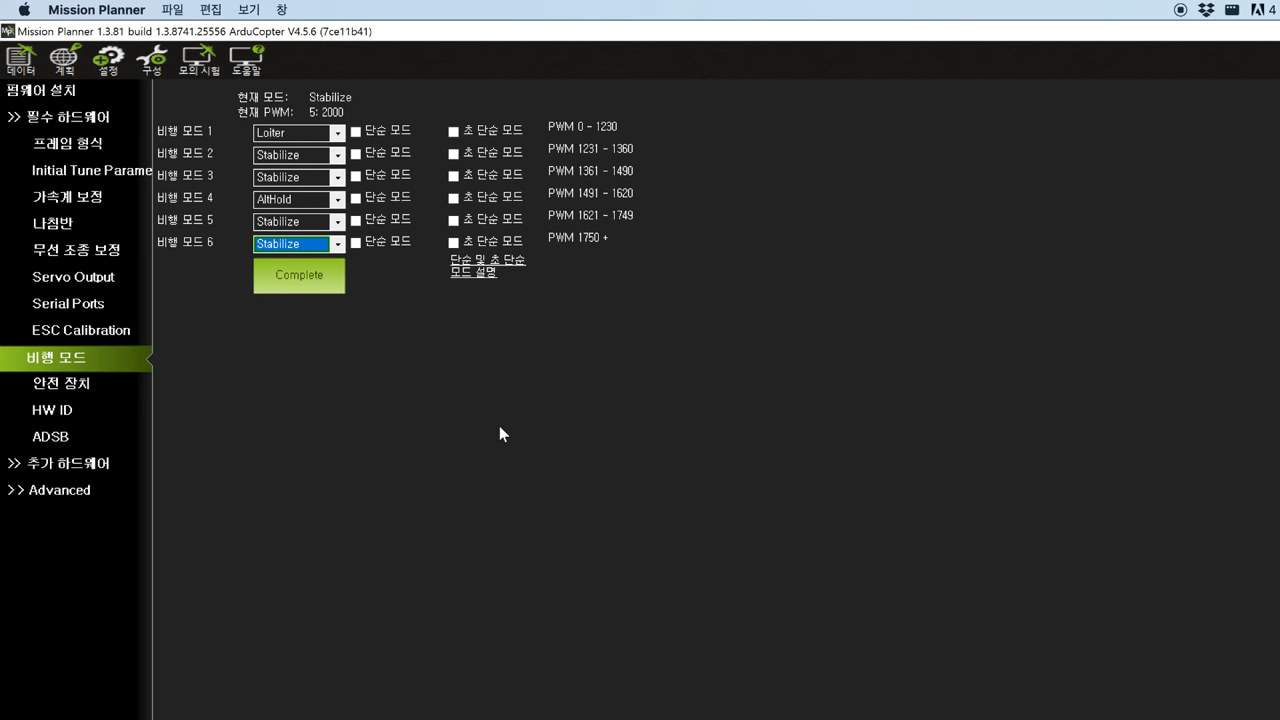 Mission Planner 파일 편집 보기 창 4
Mission Planner 1.3.81 build 1.3.8741.25556 ArduCopter V4.5.6 (7ce11b41)
데이터 계획 설정 구성 모의 시험 도움말
펌웨어 설치
>> 필수 하드웨어
프레임 형식
Initial Tune Parame
가속계 보정
나침반
무선 조종 보정
Servo Output
Serial Ports
ESC Calibration
비행 모드
안전 장치
HW ID
ADSB
>> 추가 하드웨어
>> Advanced
현재 모드: Stabilize
현재 PWM: 5: 2000
비행 모드 1 Loiter 단순 모드 초 단순 모드 PWM 0 - 1230
비행 모드 2 Stabilize 단순 모드 초 단순 모드 PWM 1231 - 1360
비행 모드 3 Stabilize 단순 모드 초 단순 모드 PWM 1361 - 1490
비행 모드 4 AltHold 단순 모드 초 단순 모드 PWM 1491 - 1620
비행 모드 5 Stabilize 단순 모드 초 단순 모드 PWM 1621 - 1749
비행 모드 6 Stabilize 단순 모드 초 단순 모드 PWM 1750 +
단순 및 초 단순
모드 설명
Complete